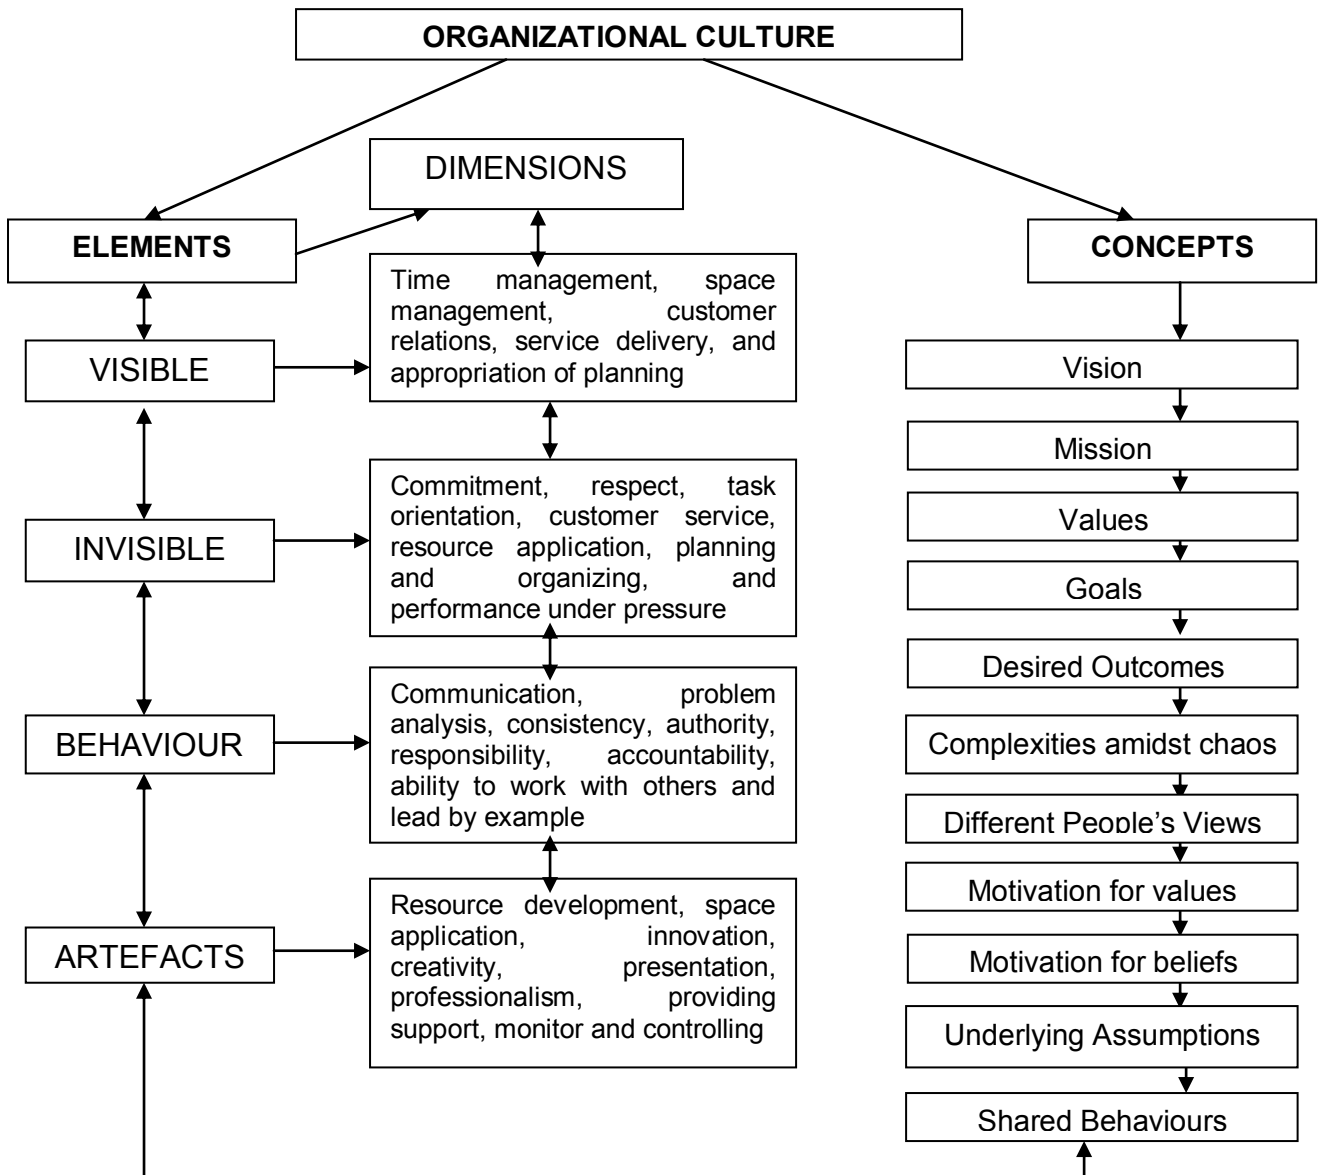 ORGANIZATIONAL CULTURE
DIMENSIONS
ELEMENTS
CONCEPTS
Time management, space
management, customer
relations, service delivery, and
appropriation of planning
VISIBLE
Vision
Mission
Commitment, respect, task
orientation, customer service,
resource application, planning
and organizing, and
performance under pressure
INVISIBLE
Values
Goals
Desired Outcomes
Communication, problem
analysis, consistency, authority,
responsibility, accountability,
ability to work with others and
lead by example
BEHAVIOUR
Complexities amidst chaos
Different People's Views
Motivation for values
Resource development, space
application, innovation,
creativity, presentation,
professionalism, providing
support, monitor and controlling
ARTEFACTS
Motivation for beliefs
Underlying Assumptions
Shared Behaviours